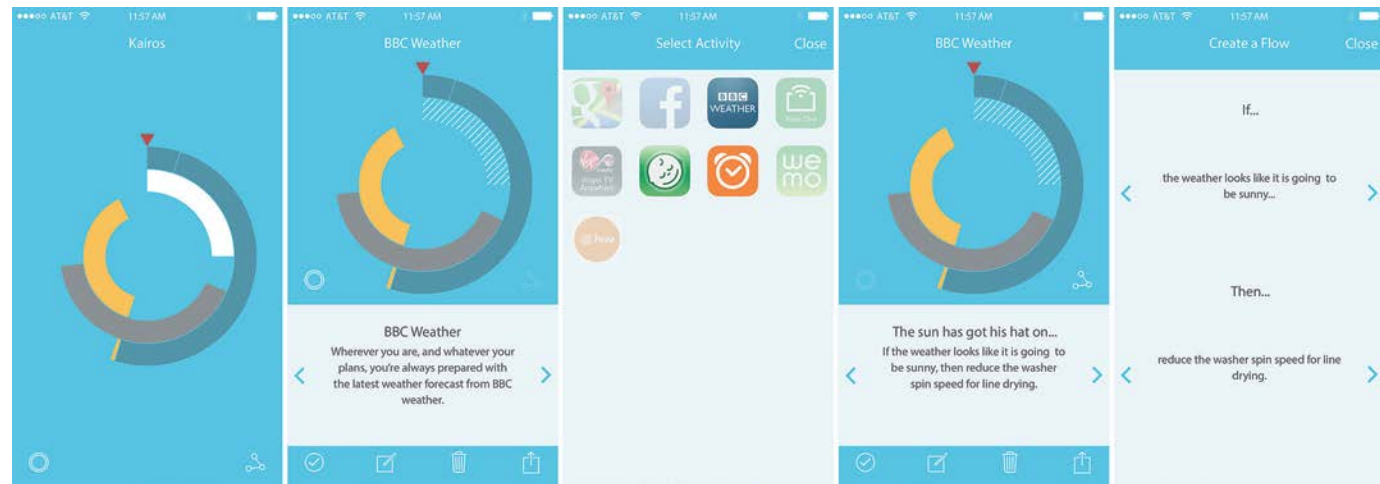 AT&T 11:57 AM
Kairos
AT&T 11:57 AM
BBC Weather
BBC Weather
Wherever you are, and whatever your
plans, you're always prepared with
the latest weather forecast from BBC
weather.
AT&T 11:57 AM
Select Activity Close
BBC
WEATHER
we
mo
AT&T 11:57 AM
BBC Weather
The sun has got his hat on...
If the weather looks like it is going to
be sunny, then reduce the washer
spin speed for line drying.
AT&T 11:57 AM
Create a Flow Close
If...
the weather looks like it is going to
be sunny...
Then...
reduce the washer spin speed for line
drying.